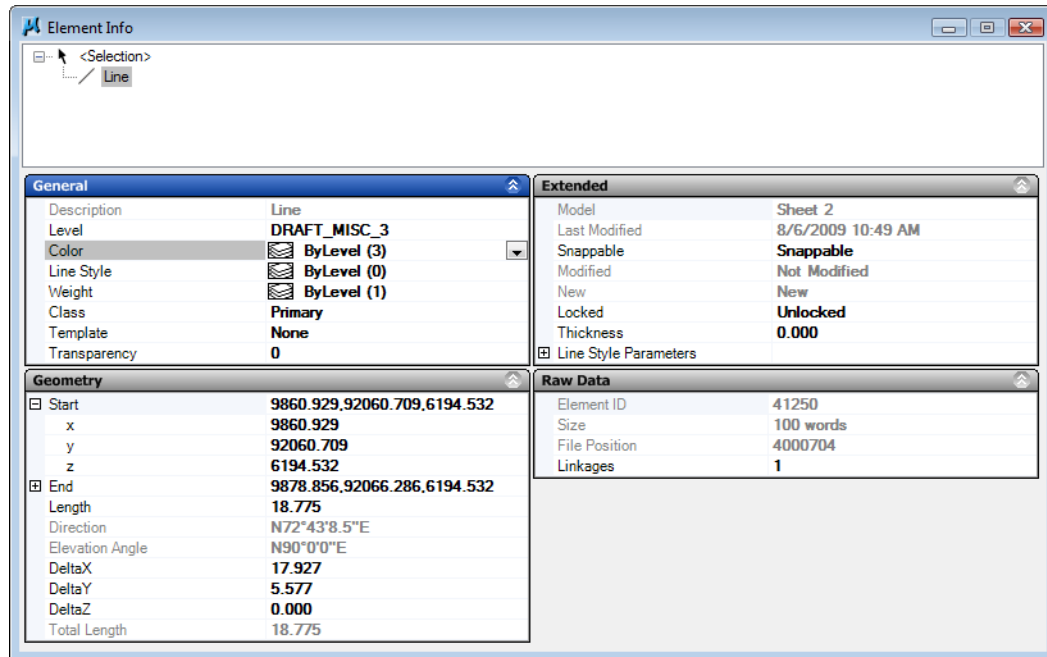 Element Info
<Selection>
Line
General
Description Line
Level DRAFT_MISC_3
Color ByLevel (3)
Line Style ByLevel (0)
Weight ByLevel (1)
Class Primary
Template None
Transparency 0
Extended
Model Sheet 2
Last Modified 8/6/2009 10:49 AM
Snappable Snappable
Modified Not Modified
New New
Locked Unlocked
Thickness 0.000
Line Style Parameters
Geometry
Start 9860.929,92060.709,6194.532
x 9860.929
y 92060.709
z 6194.532
End 9878.856,92066.286,6194.532
Length 18.775
Direction N72°43'8.5"E
Elevation Angle N90°0'0"E
DeltaX 17.927
DeltaY 5.577
DeltaZ 0.000
Total Length 18.775
Raw Data
Element ID 41250
Size 100 words
File Position 4000704
Linkages 1